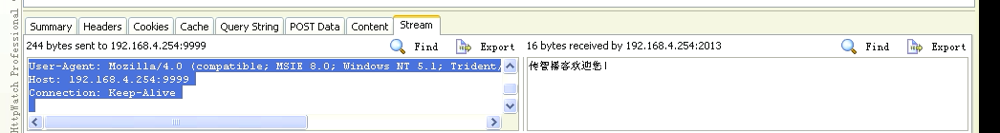 HttpWatch Professional
Summary Headers Cookies Cache Query String POST Data Content Stream
244 bytes sent to 192.168.4.254:9999 Find Export 16 bytes received by 192.168.4.254:2013 Find Export
User-Agent: Mozilla/4.0 (compatible; MSIE 8.0; Windows NT 5.1; Trident/
Host: 192.168.4.254:9999
Connection: Keep-Alive
传智播客欢迎您!